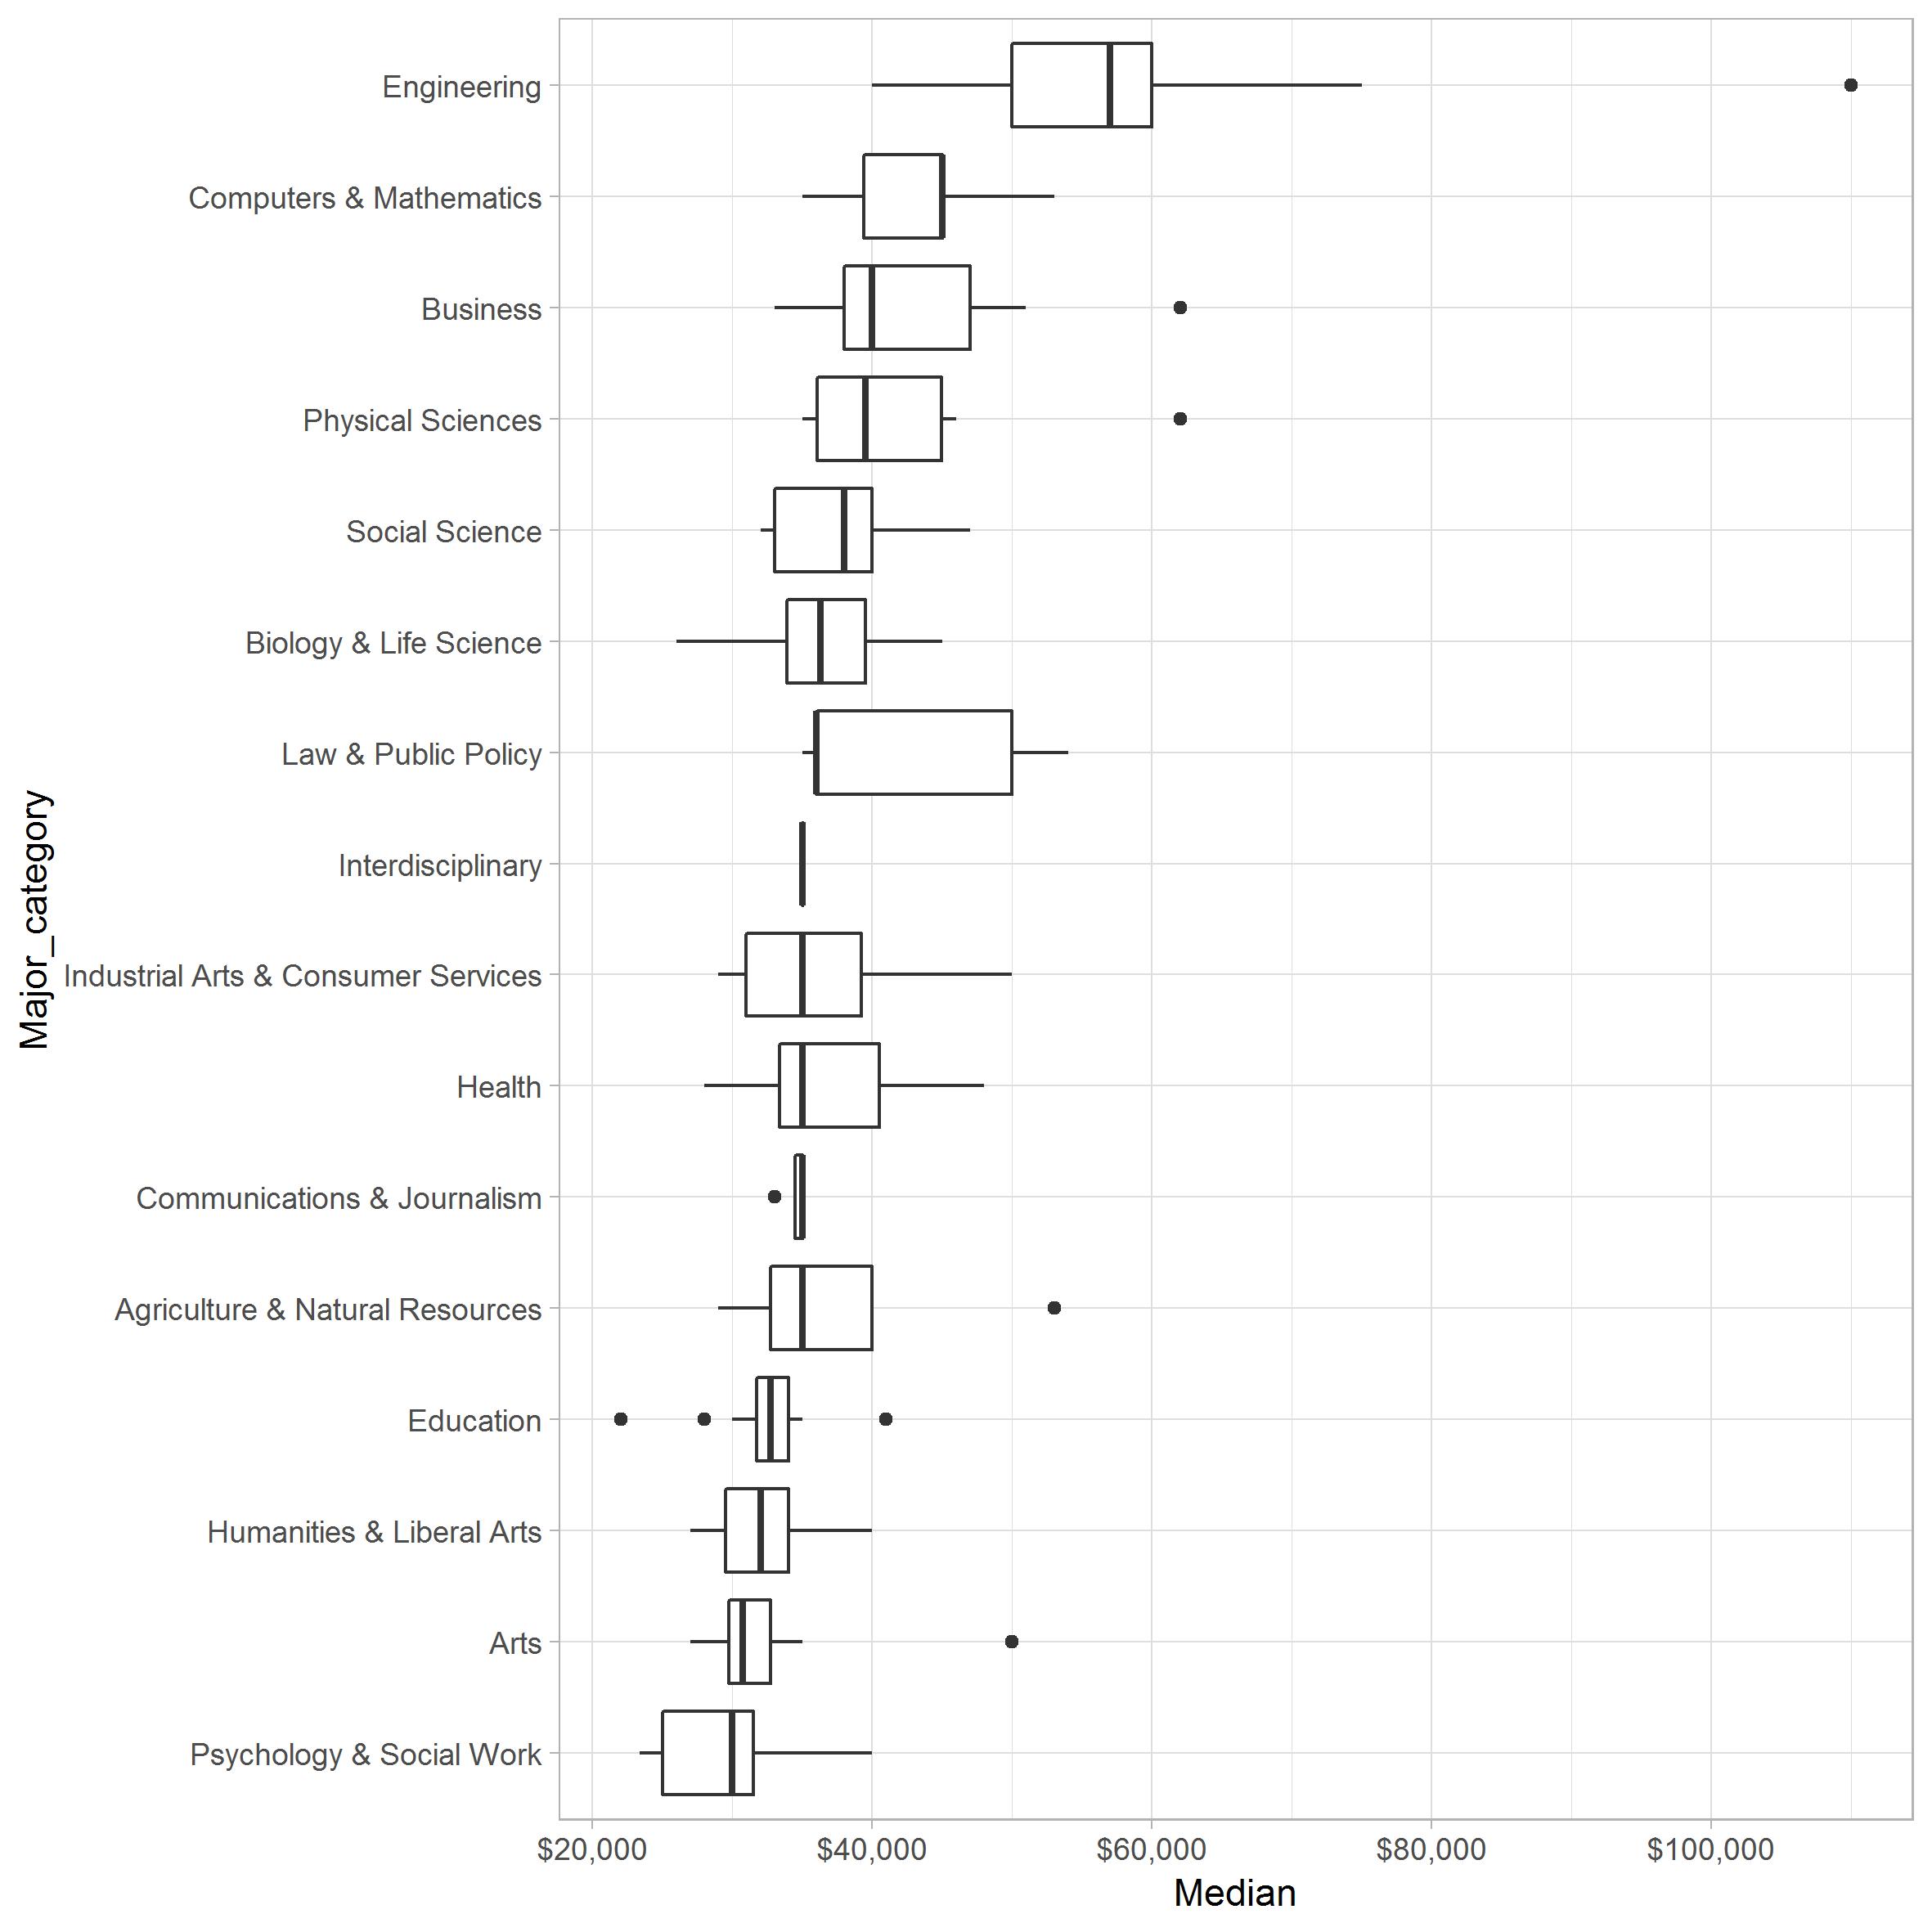 Engineering
Computers & Mathematics
Business
Physical Sciences
Social Science
Biology & Life Science
Law & Public Policy
Interdisciplinary
Industrial Arts & Consumer Services
Health
Communications & Journalism
Agriculture & Natural Resources
Education
Humanities & Liberal Arts
Arts
Psychology & Social Work
Major_category
$20,000 $40,000 $60,000 $80,000 $100,000
Median